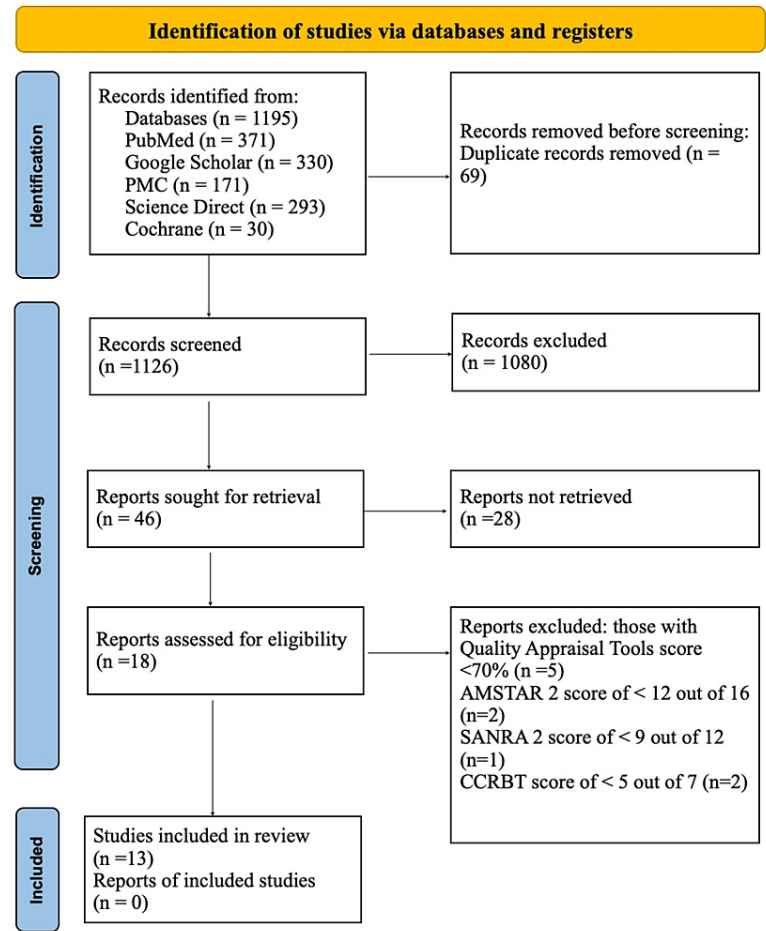 Identification of studies via databases and registers
Identification
Records identified from:
Databases (n = 1195)
PubMed (n = 371)
Google Scholar (n = 330)
PMC (n = 171)
Science Direct (n = 293)
Cochrane (n = 30)
Records removed before screening:
Duplicate records removed (n =
69)
Screening
Records screened
(n =1126)
Records excluded
(n = 1080)
Reports sought for retrieval
(n = 46)
Reports not retrieved
(n =28)
Reports assessed for eligibility
(n =18)
Reports excluded: those with
Quality Appraisal Tools score
<70% (n =5)
AMSTAR 2 score of < 12 out of 16
(n=2)
SANRA 2 score of < 9 out of 12
(n=1)
CCRBT score of < 5 out of 7 (n=2)
Included
Studies included in review
(n =13)
Reports of included studies
(n = 0)